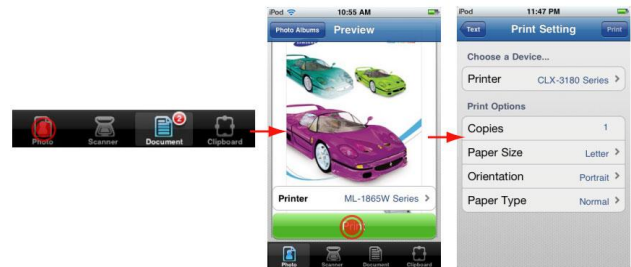 Photo Scanner Document 2 Clipboard
iPod 10:55 AM
Photo Albums Preview
Printer ML-1865W Series
Print
Photo Scanner Document Clipboard
iPod 11:47 PM
Text Print Setting Print
Choose a Device...
Printer CLX-3180 Series
Print Options
Copies 1
Paper Size Letter
Orientation Portrait
Paper Type Normal